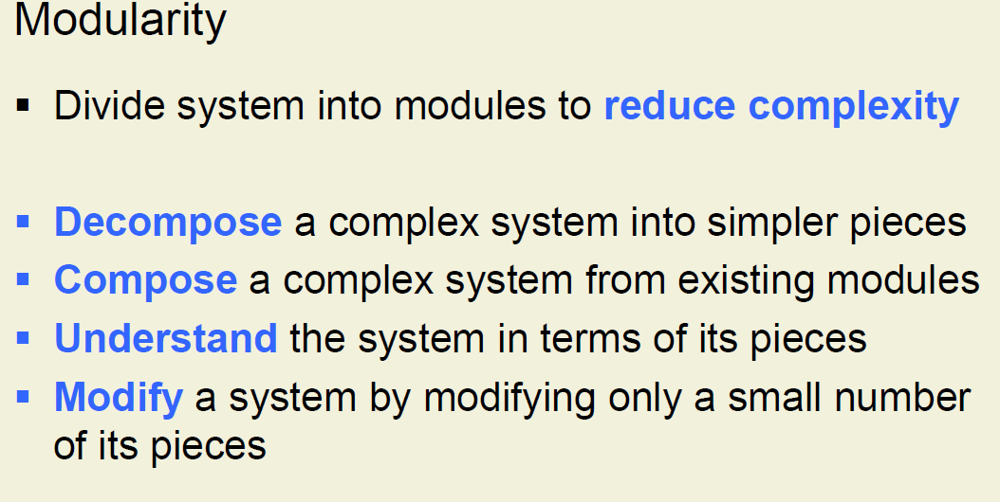 Modularity
▪ Divide system into modules to reduce complexity
▪ Decompose a complex system into simpler pieces
▪ Compose a complex system from existing modules
▪ Understand the system in terms of its pieces
▪ Modify a system by modifying only a small number
of its pieces